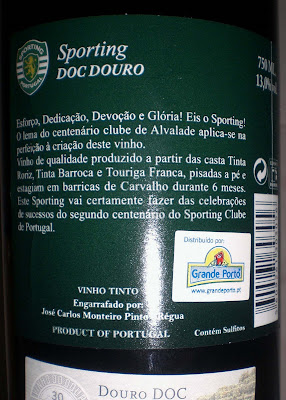 SPORTING
PORTUGAL
Sporting
DOC DOURO
750 ML
13,0%
Esforço, Dedicação, Devoção e Glória! Eis o Sporting!
O lema do centenário clube de Alvalade aplica-se na
perfeição à criação deste vinho.
Vinho de qualidade produzido a partir das casta Tinta
Roriz, Tinta Barroca e Touriga Franca, pisadas a pé e
estagiam em barricas de Carvalho durante 6 meses.
Este Sporting vai certamente fazer das celebrações
de sucessos do segundo centenário do Sporting Clube
de Portugal.
Distribuido por:
Grande Porto
www.grandeporto.pt
VINHO TINTO
Engarrafado por:
José Carlos Monteiro Pinto - Régua
PRODUCT OF PORTUGAL
Contém Sulfitos
30
DOURO DOC